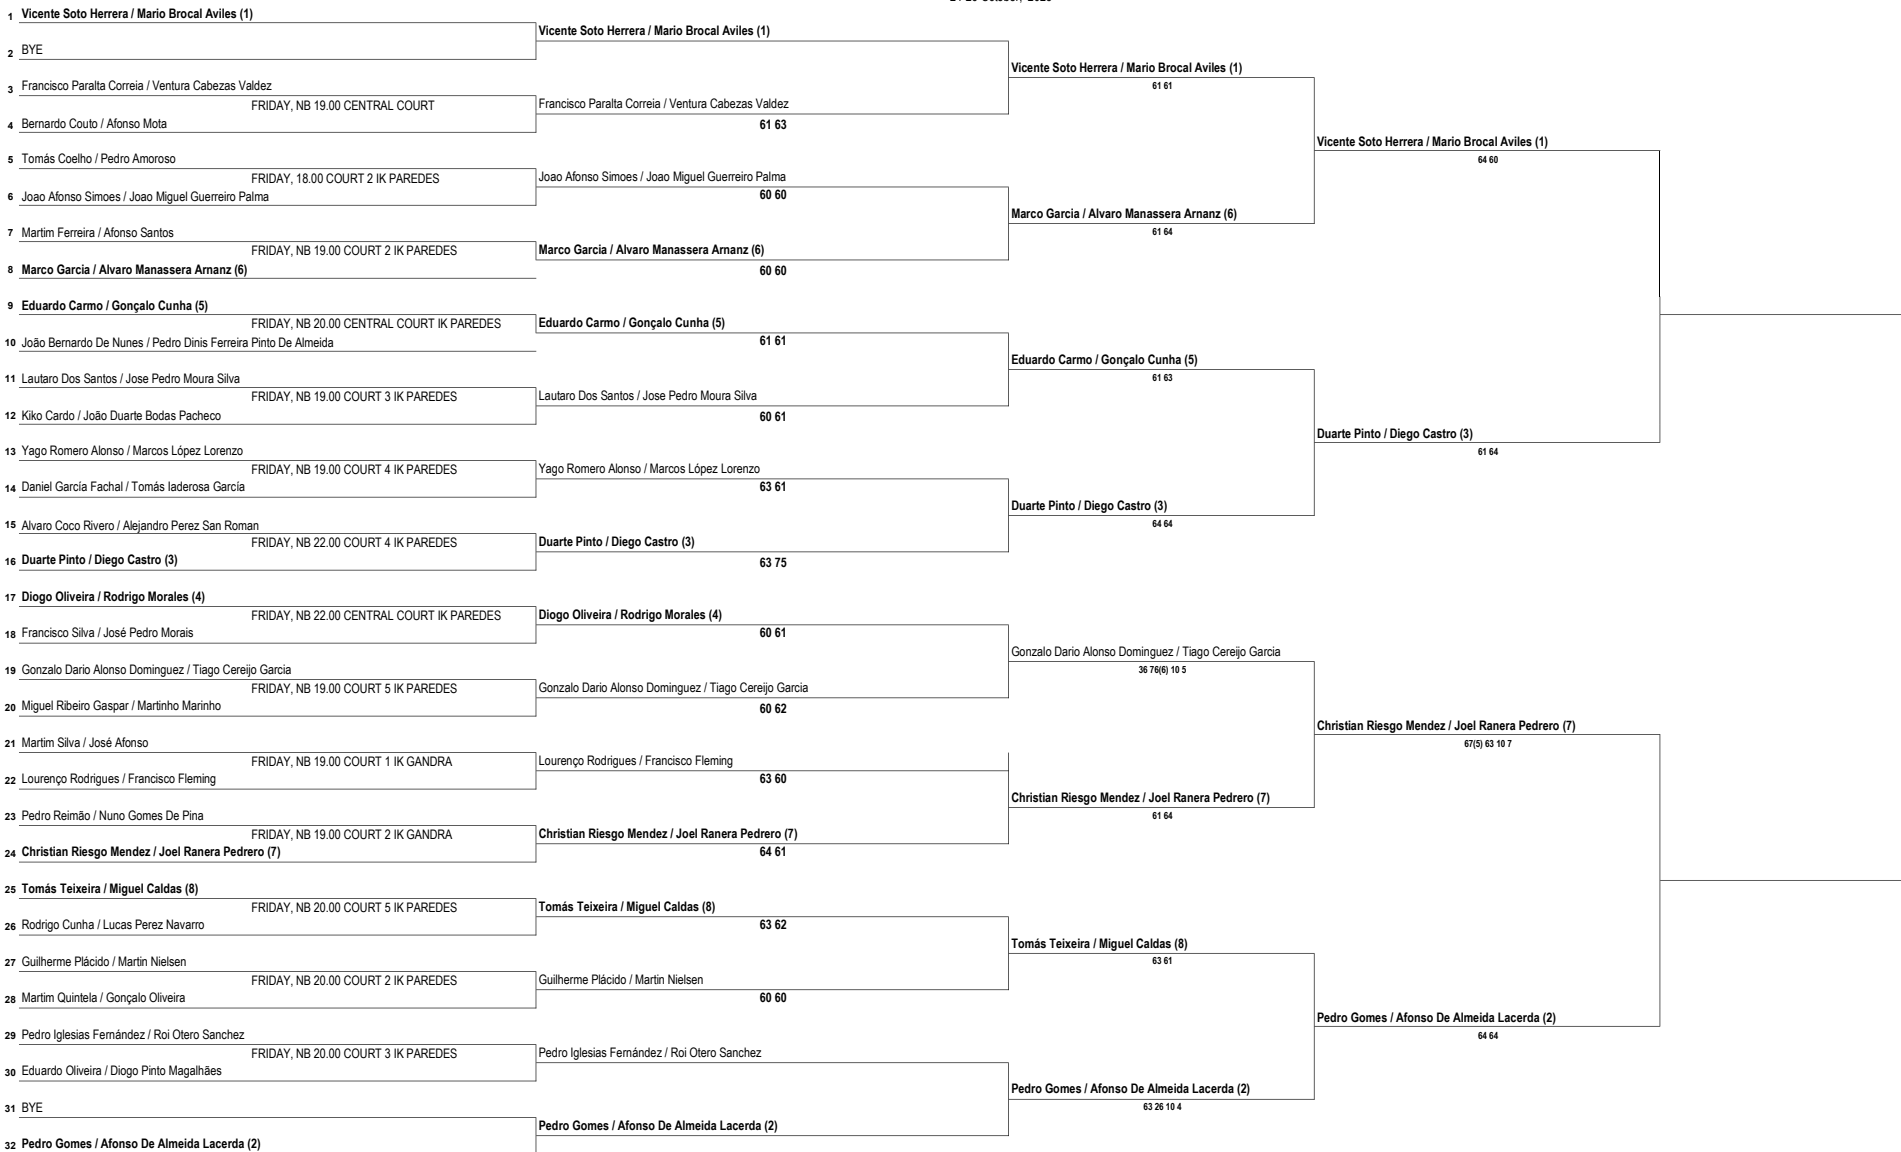 1 Vicente Soto Herrera / Mario Brocal Aviles (1)
Vicente Soto Herrera / Mario Brocal Aviles (1)
2 BYE
Vicente Soto Herrera / Mario Brocal Aviles (1)
61 61
3 Francisco Paralta Correia / Ventura Cabezas Valdez
FRIDAY, NB 19.00 CENTRAL COURT
Francisco Paralta Correia / Ventura Cabezas Valdez
4 Bernardo Couto / Afonso Mota
61 63
Vicente Soto Herrera / Mario Brocal Aviles (1)
64 60
5 Tomás Coelho / Pedro Amoroso
FRIDAY, 18.00 COURT 2 IK PAREDES
Joao Afonso Simoes / Joao Miguel Guerreiro Palma
6 Joao Afonso Simoes / Joao Miguel Guerreiro Palma
60 60
Marco Garcia / Alvaro Manassera Arnanz (6)
61 64
7 Martim Ferreira / Afonso Santos
FRIDAY, NB 19.00 COURT 2 IK PAREDES
Marco Garcia / Alvaro Manassera Arnanz (6)
8 Marco Garcia / Alvaro Manassera Arnanz (6)
60 60
9 Eduardo Carmo / Gonçalo Cunha (5)
FRIDAY, NB 20.00 CENTRAL COURT IK PAREDES
Eduardo Carmo / Gonçalo Cunha (5)
10 João Bernardo De Nunes / Pedro Dinis Ferreira Pinto De Almeida
61 61
Eduardo Carmo / Gonçalo Cunha (5)
61 63
11 Lautaro Dos Santos / Jose Pedro Moura Silva
FRIDAY, NB 19.00 COURT 3 IK PAREDES
Lautaro Dos Santos / Jose Pedro Moura Silva
12 Kiko Cardo / João Duarte Bodas Pacheco
60 61
Duarte Pinto / Diego Castro (3)
61 64
13 Yago Romero Alonso / Marcos López Lorenzo
FRIDAY, NB 19.00 COURT 4 IK PAREDES
Yago Romero Alonso / Marcos López Lorenzo
14 Daniel García Fachal / Tomás Iaderosa García
63 61
Duarte Pinto / Diego Castro (3)
64 64
15 Alvaro Coco Rivero / Alejandro Perez San Roman
FRIDAY, NB 22.00 COURT 4 IK PAREDES
Duarte Pinto / Diego Castro (3)
16 Duarte Pinto / Diego Castro (3)
63 75
17 Diogo Oliveira / Rodrigo Morales (4)
FRIDAY, NB 22.00 CENTRAL COURT IK PAREDES
Diogo Oliveira / Rodrigo Morales (4)
18 Francisco Silva / José Pedro Morais
60 61
Gonzalo Dario Alonso Dominguez / Tiago Cereijo Garcia
36 76(6) 10 5
19 Gonzalo Dario Alonso Dominguez / Tiago Cereijo Garcia
FRIDAY, NB 19.00 COURT 5 IK PAREDES
Gonzalo Dario Alonso Dominguez / Tiago Cereijo Garcia
20 Miguel Ribeiro Gaspar / Martinho Marinho
60 62
Christian Riesgo Mendez / Joel Ranera Pedrero (7)
67(5) 63 10 7
21 Martim Silva / José Afonso
FRIDAY, NB 19.00 COURT 1 IK GANDRA
Lourenço Rodrigues / Francisco Fleming
22 Lourenço Rodrigues / Francisco Fleming
63 60
Christian Riesgo Mendez / Joel Ranera Pedrero (7)
61 64
23 Pedro Reimão / Nuno Gomes De Pina
FRIDAY, NB 19.00 COURT 2 IK GANDRA
Christian Riesgo Mendez / Joel Ranera Pedrero (7)
24 Christian Riesgo Mendez / Joel Ranera Pedrero (7)
64 61
25 Tomás Teixeira / Miguel Caldas (8)
FRIDAY, NB 20.00 COURT 5 IK PAREDES
Tomás Teixeira / Miguel Caldas (8)
26 Rodrigo Cunha / Lucas Perez Navarro
63 62
Tomás Teixeira / Miguel Caldas (8)
63 61
27 Guilherme Plácido / Martin Nielsen
FRIDAY, NB 20.00 COURT 2 IK PAREDES
Guilherme Plácido / Martin Nielsen
28 Martim Quintela / Gonçalo Oliveira
60 60
Pedro Gomes / Afonso De Almeida Lacerda (2)
64 64
29 Pedro Iglesias Fernández / Roi Otero Sanchez
FRIDAY, NB 20.00 COURT 3 IK PAREDES
Pedro Iglesias Fernández / Roi Otero Sanchez
30 Eduardo Oliveira / Diogo Pinto Magalhães
Pedro Gomes / Afonso De Almeida Lacerda (2)
63 26 10 4
31 BYE
Pedro Gomes / Afonso De Almeida Lacerda (2)
32 Pedro Gomes / Afonso De Almeida Lacerda (2)